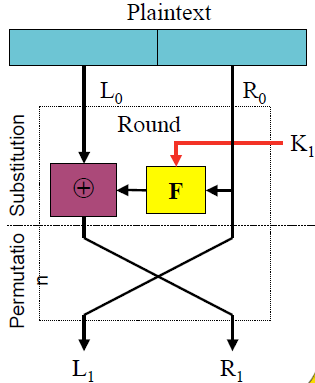 Plaintext
L0
R0
Round
K1
Substitution
⊕
F
Permutatio
n
L1
R1